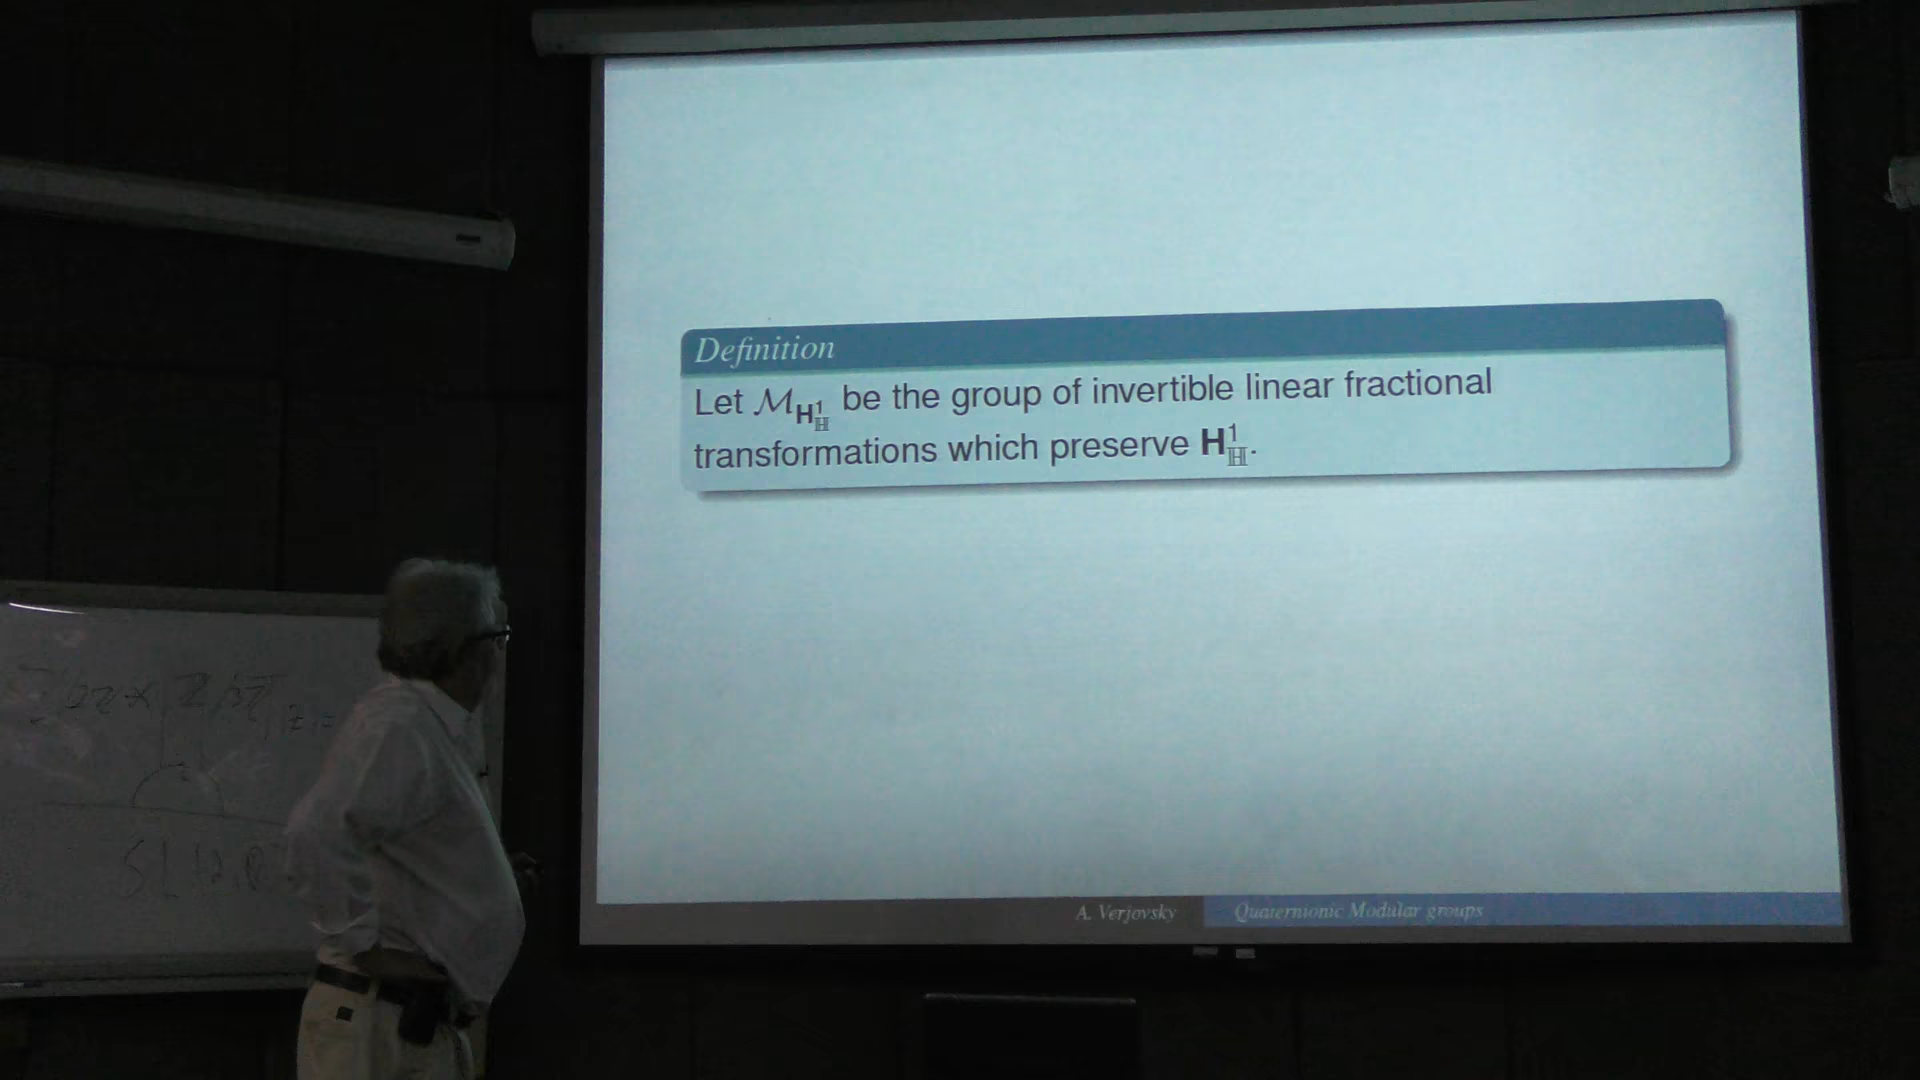 Definition
Let $\mathcal{M}_{\mathbf{H}^1_{\mathbb{H}}}$ be the group of invertible linear fractional
transformations which preserve $\mathbf{H}^1_{\mathbb{H}}$.
A. Verjovsky Quaternionic Modular groups